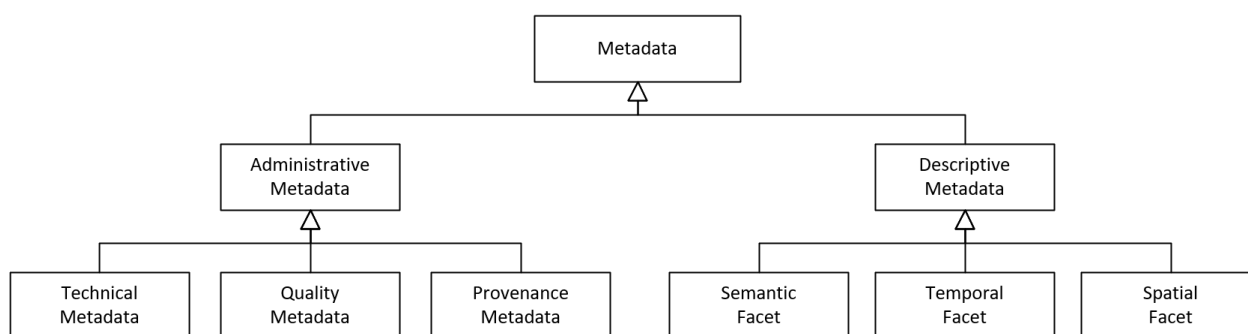 Metadata
Administrative
Metadata
Descriptive
Metadata
Technical
Metadata
Quality
Metadata
Provenance
Metadata
Semantic
Facet
Temporal
Facet
Spatial
Facet